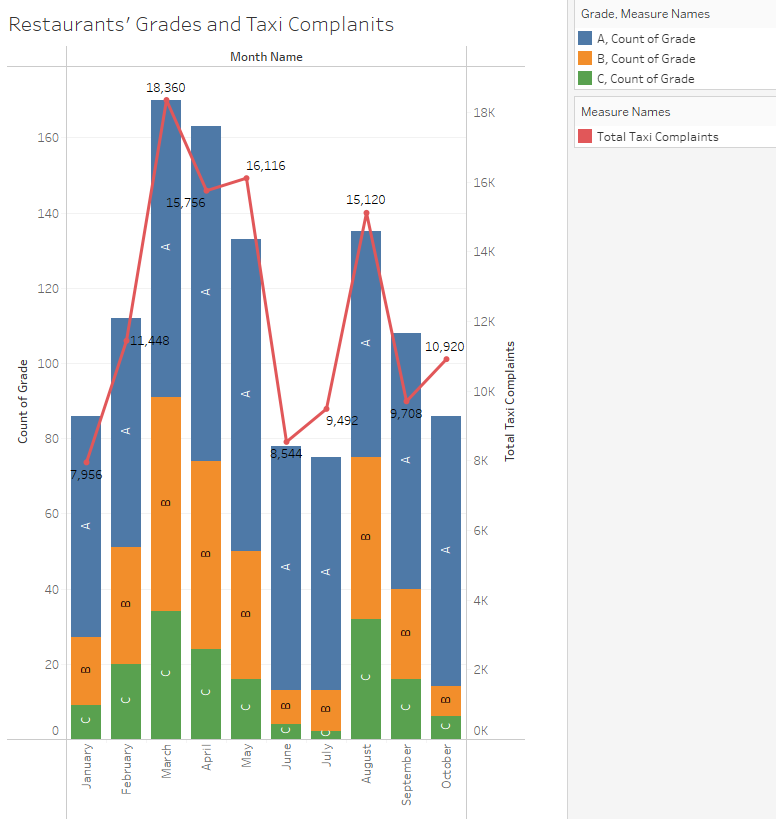 Restaurants' Grades and Taxi Complanits
Month Name
Grade, Measure Names
A, Count of Grade
B, Count of Grade
C, Count of Grade
Measure Names
Total Taxi Complaints
Count of Grade
160
140
120
100
80
60
40
20
0
18,360
15,756
16,116
15,120
11,448
10,920
9,708
9,492
8,544
7,956
A
B
C
A
B
C
A
B
C
A
B
C
A
B
C
A
B
C
A
B
C
A
B
C
A
B
C
A
B
C
18K
16K
14K
12K
10K
8K
6K
4K
2K
0K
Total Taxi Complaints
January
February
March
April
May
June
July
August
September
October